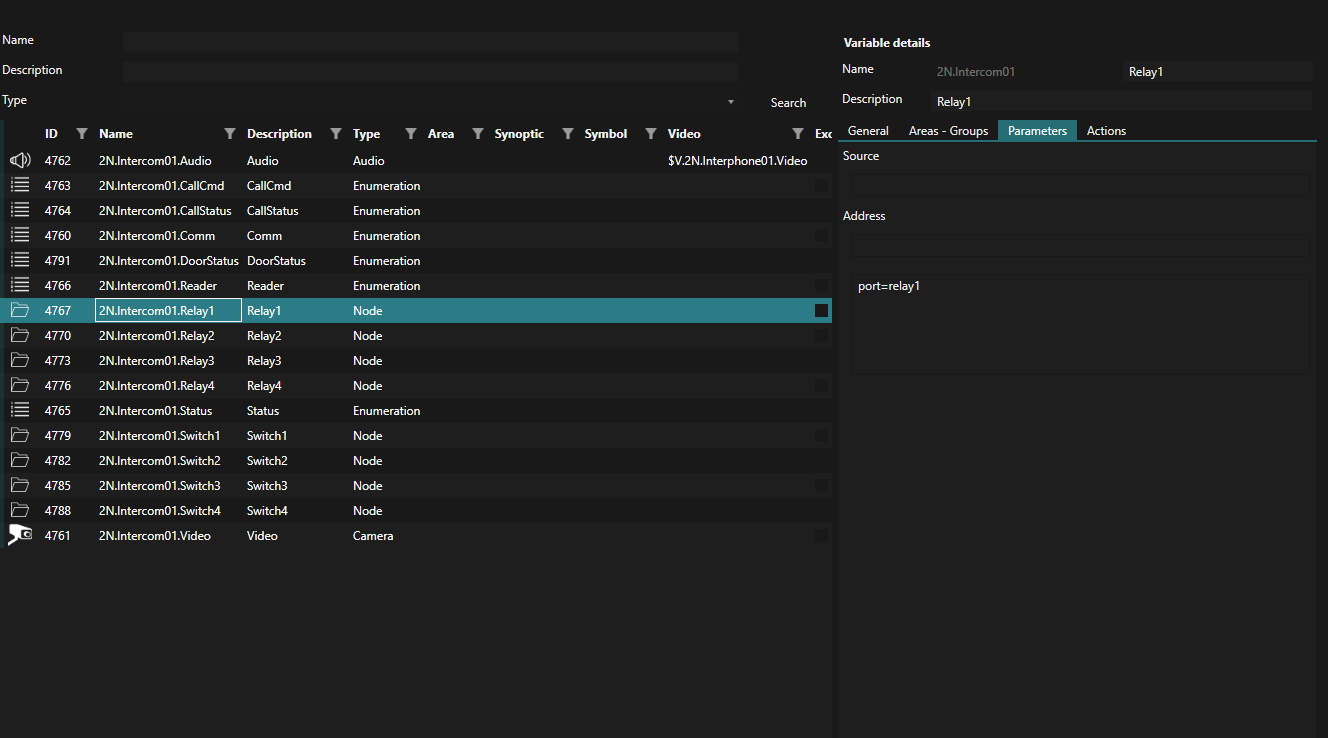 Name
Description
Type
Search
ID Name Description Type Area Synoptic Symbol Video Exc
4762 2N.Intercom01.Audio Audio Audio $V.2N.Interphone01.Video
4763 2N.Intercom01.CallCmd CallCmd Enumeration
4764 2N.Intercom01.CallStatus CallStatus Enumeration
4760 2N.Intercom01.Comm Comm Enumeration
4791 2N.Intercom01.DoorStatus DoorStatus Enumeration
4766 2N.Intercom01.Reader Reader Enumeration
4767 2N.Intercom01.Relay1 Relay1 Node
4770 2N.Intercom01.Relay2 Relay2 Node
4773 2N.Intercom01.Relay3 Relay3 Node
4776 2N.Intercom01.Relay4 Relay4 Node
4765 2N.Intercom01.Status Status Enumeration
4779 2N.Intercom01.Switch1 Switch1 Node
4782 2N.Intercom01.Switch2 Switch2 Node
4785 2N.Intercom01.Switch3 Switch3 Node
4788 2N.Intercom01.Switch4 Switch4 Node
4761 2N.Intercom01.Video Video Camera
Variable details
Name 2N.Intercom01 Relay1
Description Relay1
General Areas - Groups Parameters Actions
Source
Address
port=relay1